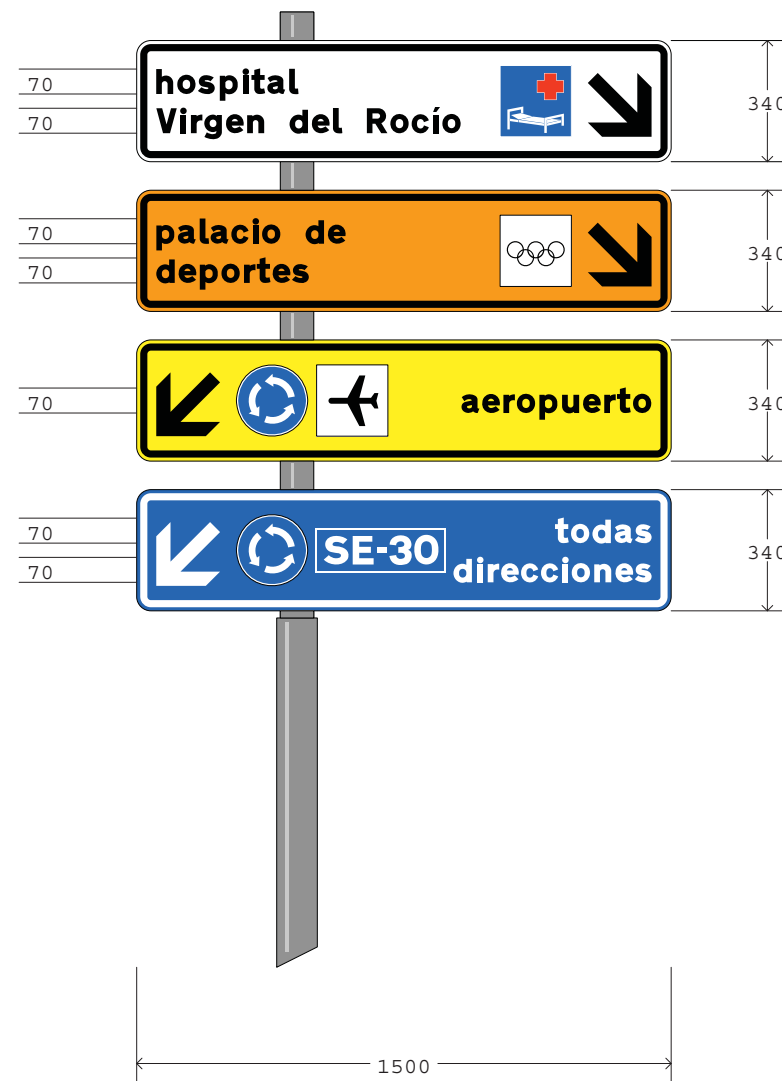 70
70
hospital
Virgen del Rocío
340
70
70
palacio de
deportes
340
70
aeropuerto
340
70
70
SE-30
todas
direcciones
340
1500